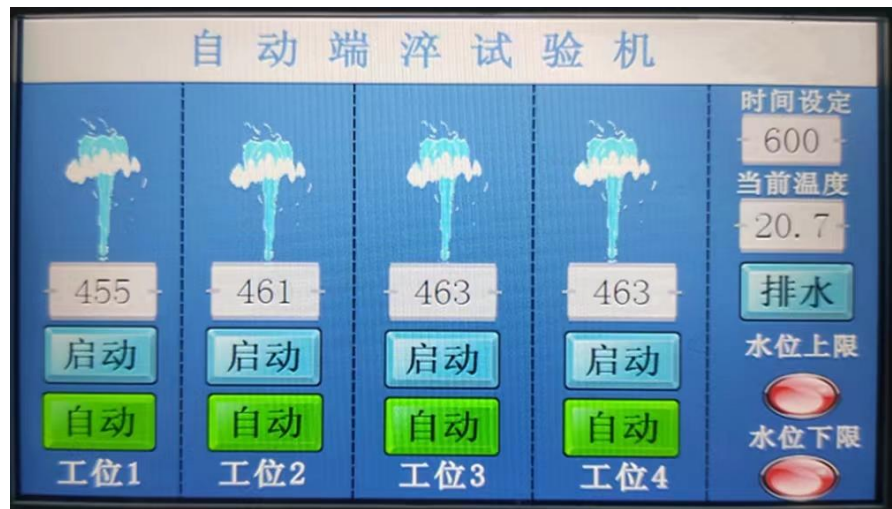 自动端淬试验机
时间设定
600
当前温度
20.7
455 461 463 463 排水
启动 启动 启动 启动 水位上限
自动 自动 自动 自动 水位下限
工位1 工位2 工位3 工位4